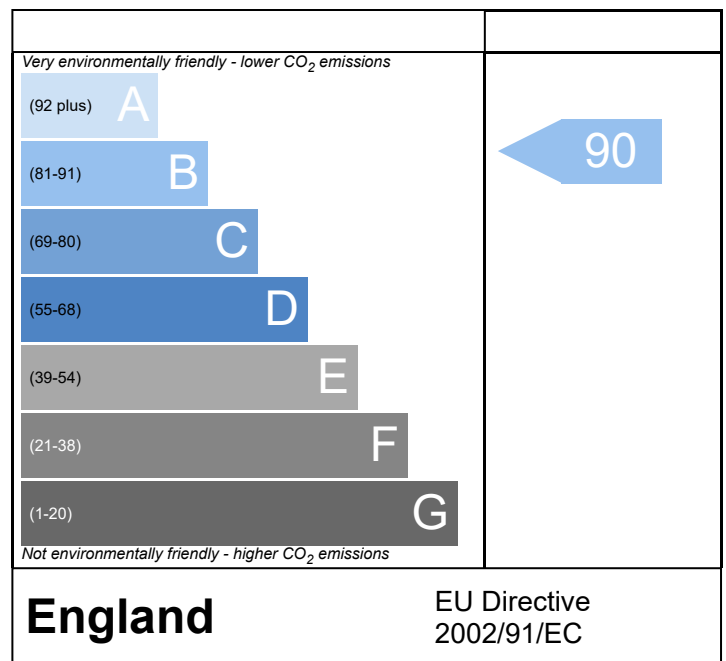 Very environmentally friendly - lower CO2 emissions
(92 plus) A
(81-91) B
90
(69-80) C
(55-68) D
(39-54) E
(21-38) F
(1-20) G
Not environmentally friendly - higher CO2 emissions
England
EU Directive
2002/91/EC